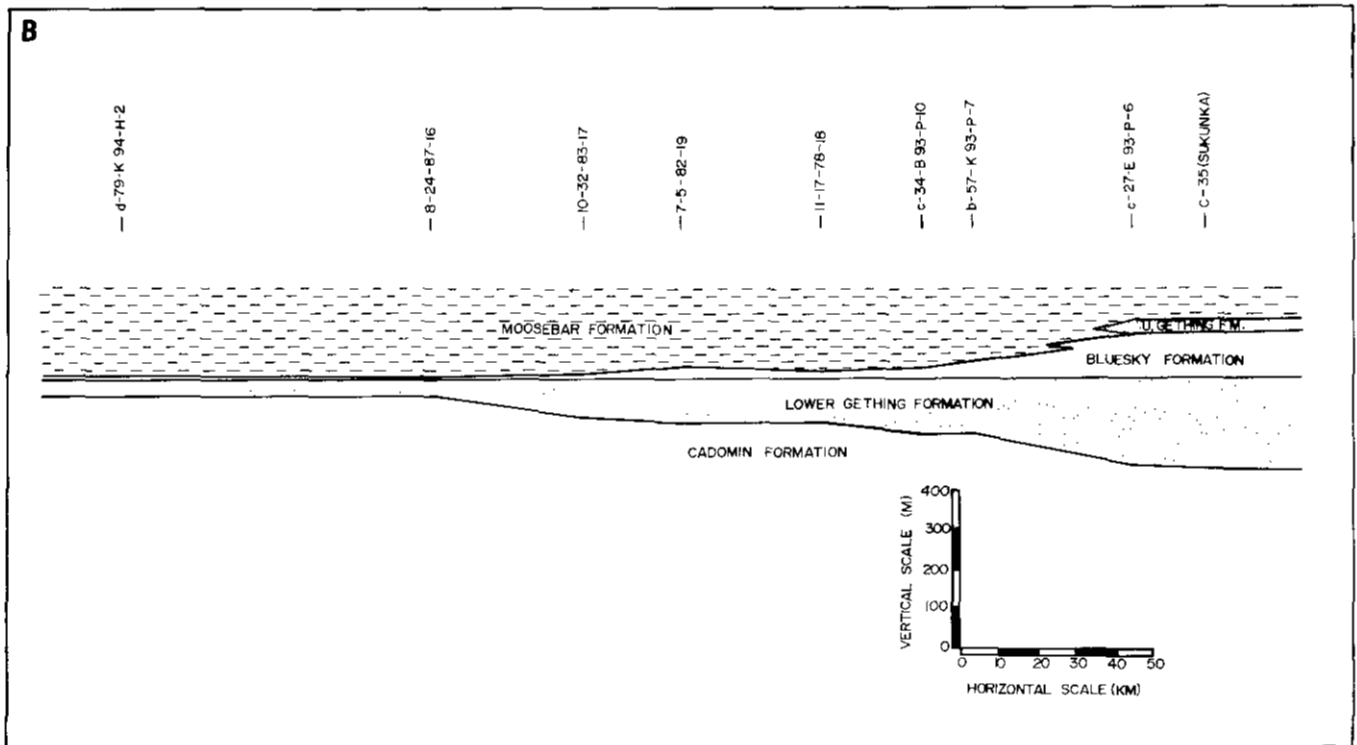 B
d-79-K 94-H-2
8-24-87-16
10-32-83-17
7-5-82-19
11-17-78-18
c-34-B 93-P-10
b-57-K 93-P-7
c-27-E 93-P-6
C-35 (SUKUNKA)
MOOSEBAR FORMATION
U. GETHING FM.
BLUESKY FORMATION
LOWER GETHING FORMATION
CADOMIN FORMATION
VERTICAL SCALE (M)
400
300
200
100
0
0 10 20 30 40 50
HORIZONTAL SCALE (KM)